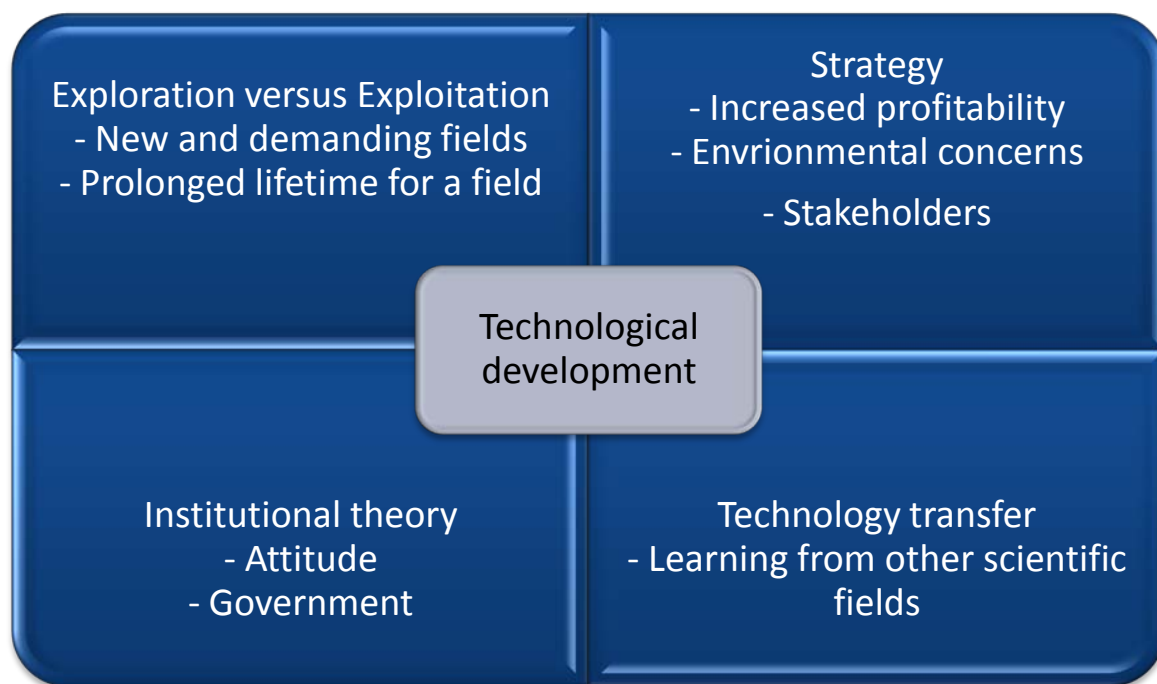 Exploration versus Exploitation
- New and demanding fields
- Prolonged lifetime for a field
Strategy
- Increased profitability
- Envrionmental concerns
- Stakeholders
Technological
development
Institutional theory
- Attitude
- Government
Technology transfer
- Learning from other scientific
fields